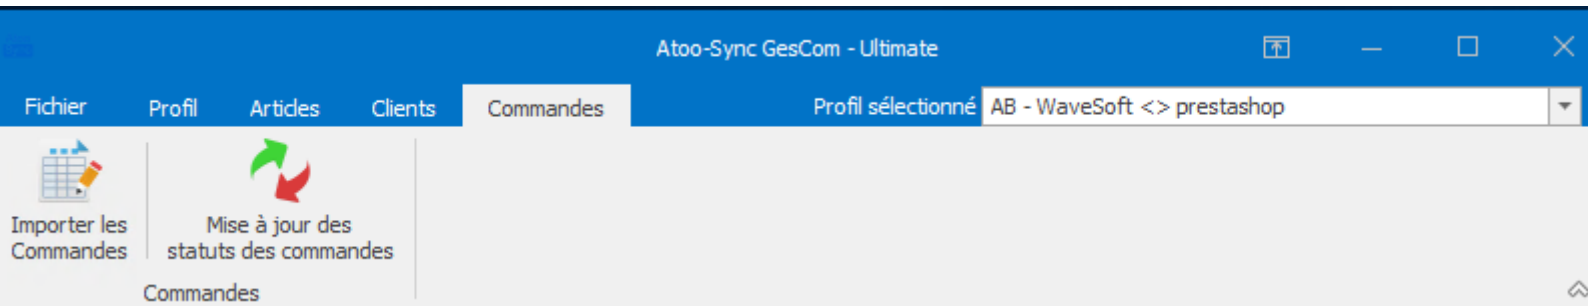 Atoo-Sync GesCom - Ultimate
Fichier Profil Articles Clients Commandes Profil sélectionné AB - WaveSoft <> prestashop
Importer les
Commandes
Mise à jour des
statuts des commandes
Commandes